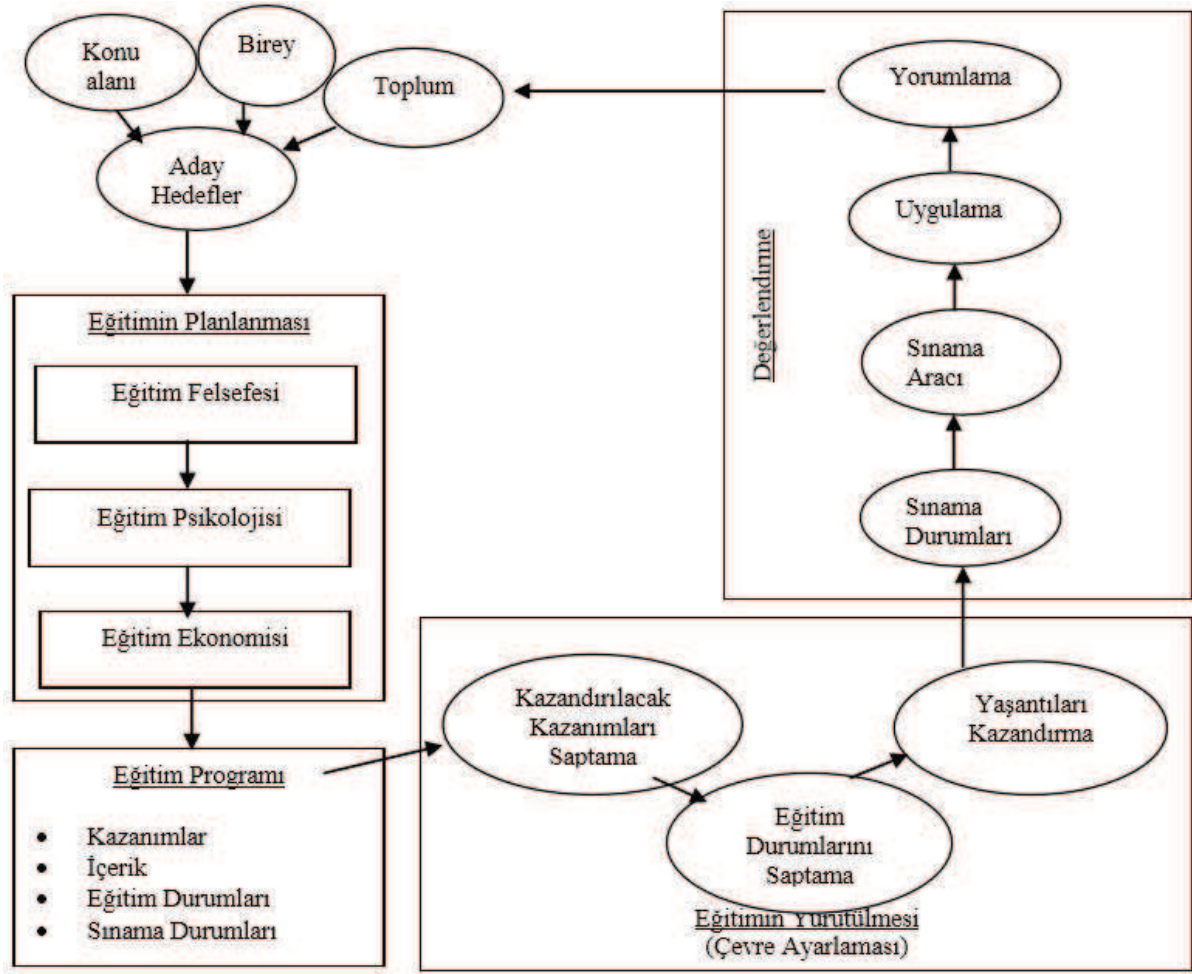 Konu
alanı
Birey
Toplum
Aday
Hedefler
Eğitimin Planlanması
Eğitim Felsefesi
Eğitim Psikolojisi
Eğitim Ekonomisi
Eğitim Programı
• Kazanımlar
• İçerik
• Eğitim Durumları
• Sınama Durumları
Kazandırılacak
Kazanımları
Saptama
Eğitim
Durumlarını
Saptama
Yaşantıları
Kazandırma
Eğitimin Yürütülmesi
(Çevre Ayarlaması)
Değerlendirme
Sınama
Durumları
Sınama
Aracı
Uygulama
Yorumlama